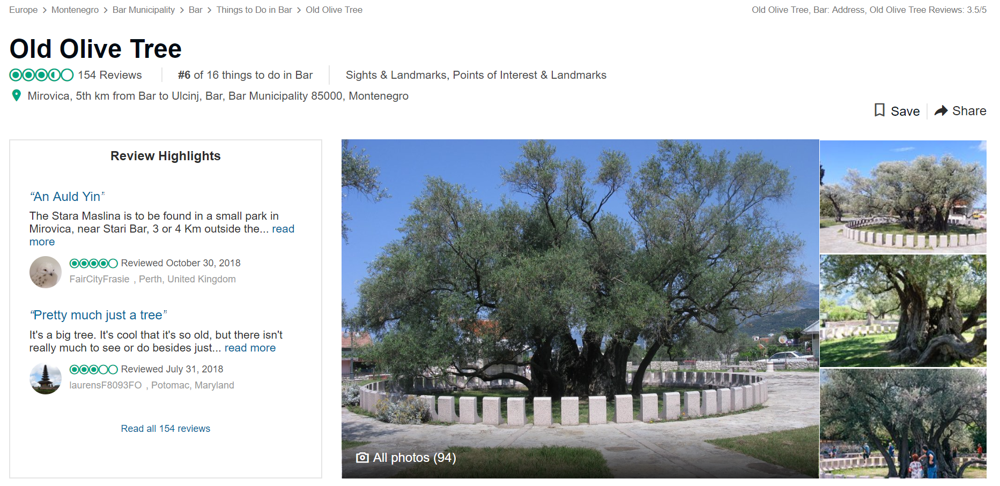 Europe > Montenegro > Bar Municipality > Bar > Things to Do in Bar > Old Olive Tree
Old Olive Tree, Bar: Address, Old Olive Tree Reviews: 3.5/5
Old Olive Tree
154 Reviews
#6 of 16 things to do in Bar
Sights & Landmarks, Points of Interest & Landmarks
Mirovica, 5th km from Bar to Ulcinj, Bar, Bar Municipality 85000, Montenegro
Save
Share
Review Highlights
“An Auld Yin”
The Stara Maslina is to be found in a small park in
Mirovica, near Stari Bar, 3 or 4 Km outside the... read
more
Reviewed October 30, 2018
FairCityFrasie , Perth, United Kingdom
“Pretty much just a tree”
It's a big tree. It's cool that it's so old, but there isn't
really much to see or do besides just... read more
Reviewed July 31, 2018
laurensF8093FO , Potomac, Maryland
Read all 154 reviews
All photos (94)